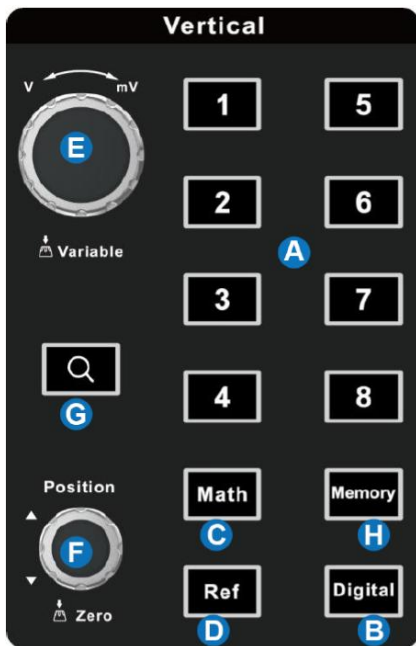 Vertical
V mV
E
Variable
1 5
2 6
A
3 7
G
4 8
Position
Math Memory
C H
F
Zero
Ref Digital
D B